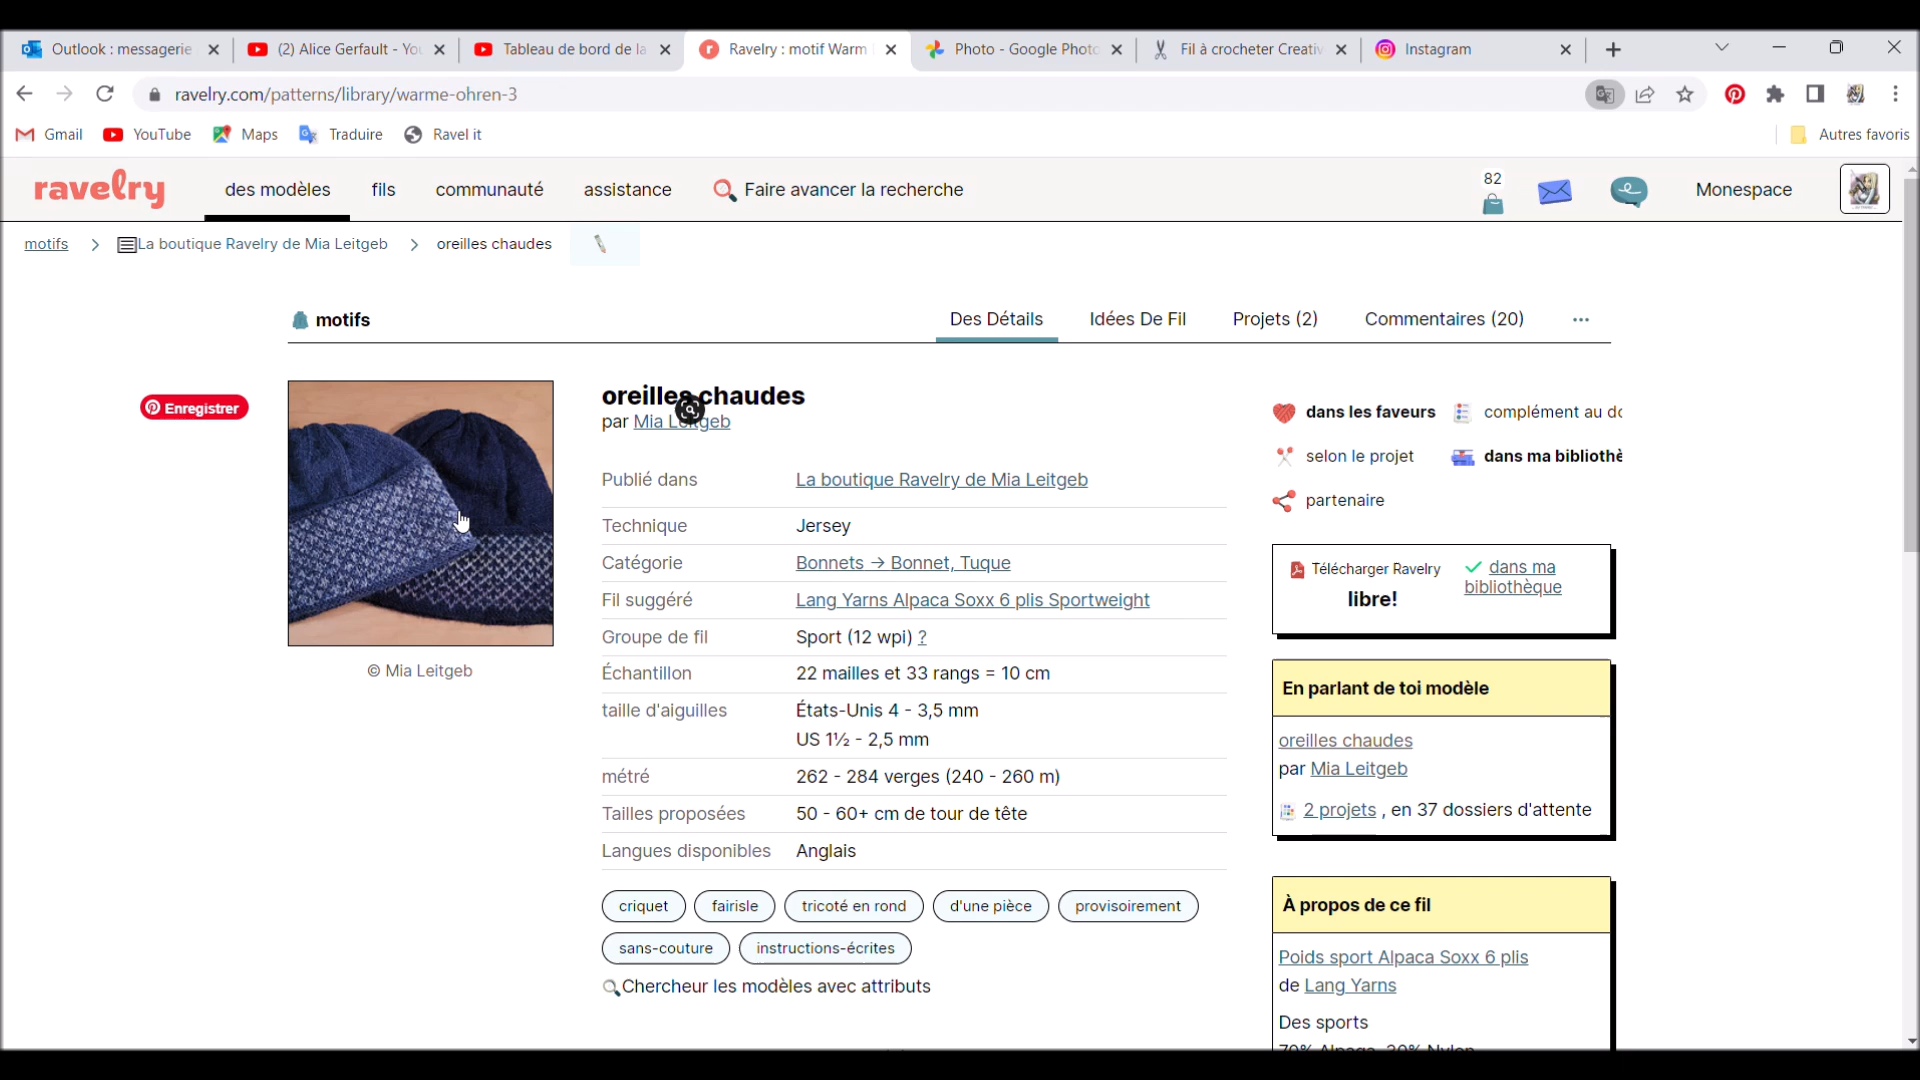 Outlook : messagerie
(2) Alice Gerfault - You
Tableau de bord de la
Ravelry : motif Warm
Photo - Google Photo
Fil à crocheter Creativ
Instagram
ravelry.com/patterns/library/warme-ohren-3
Gmail
YouTube
Maps
Traduire
Ravel it
Autres favoris
ravelry
des modèles
fils
communauté
assistance
Faire avancer la recherche
82
Monespace
motifs > La boutique Ravelry de Mia Leitgeb > oreilles chaudes
motifs
Des Détails
Idées De Fil
Projets (2)
Commentaires (20)
Enregistrer
© Mia Leitgeb
oreilles chaudes
par Mia Leitgeb
Publié dans La boutique Ravelry de Mia Leitgeb
Technique Jersey
Catégorie Bonnets → Bonnet, Tuque
Fil suggéré Lang Yarns Alpaca Soxx 6 plis Sportweight
Groupe de fil Sport (12 wpi) ?
Échantillon 22 mailles et 33 rangs = 10 cm
taille d'aiguilles États-Unis 4 - 3,5 mm
US 1½ - 2,5 mm
métré 262 - 284 verges (240 - 260 m)
Tailles proposées 50 - 60+ cm de tour de tête
Langues disponibles Anglais
criquet
fairisle
tricoté en rond
d'une pièce
provisoirement
sans-couture
instructions-écrites
Chercheur les modèles avec attributs
dans les faveurs
complément au do
selon le projet
dans ma bibliothè
partenaire
Télécharger Ravelry
libre!
dans ma
bibliothèque
En parlant de toi modèle
oreilles chaudes
par Mia Leitgeb
2 projets , en 37 dossiers d'attente
À propos de ce fil
Poids sport Alpaca Soxx 6 plis
de Lang Yarns
Des sports